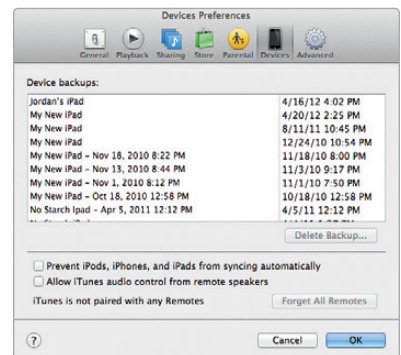 Devices Preferences
General Playback Sharing Store Parental Devices Advanced
Device backups:
Jordan's iPad 4/16/12 4:02 PM
My New iPad 4/20/12 2:25 PM
My New iPad 8/11/11 10:45 PM
My New iPad 12/24/10 10:54 PM
My New iPad – Nov 18, 2010 8:22 PM 11/18/10 8:00 PM
My New iPad – Nov 13, 2010 8:44 PM 11/3/10 9:17 PM
My New iPad – Nov 1, 2010 8:12 PM 11/1/10 7:50 PM
My New iPad – Oct 18, 2010 12:58 PM 10/18/10 12:58 PM
No Starch Ipad – Apr 5, 2011 12:12 PM 4/5/11 12:12 PM
Delete Backup...
Prevent iPods, iPhones, and iPads from syncing automatically
Allow iTunes audio control from remote speakers
iTunes is not paired with any Remotes Forget All Remotes
? Cancel OK